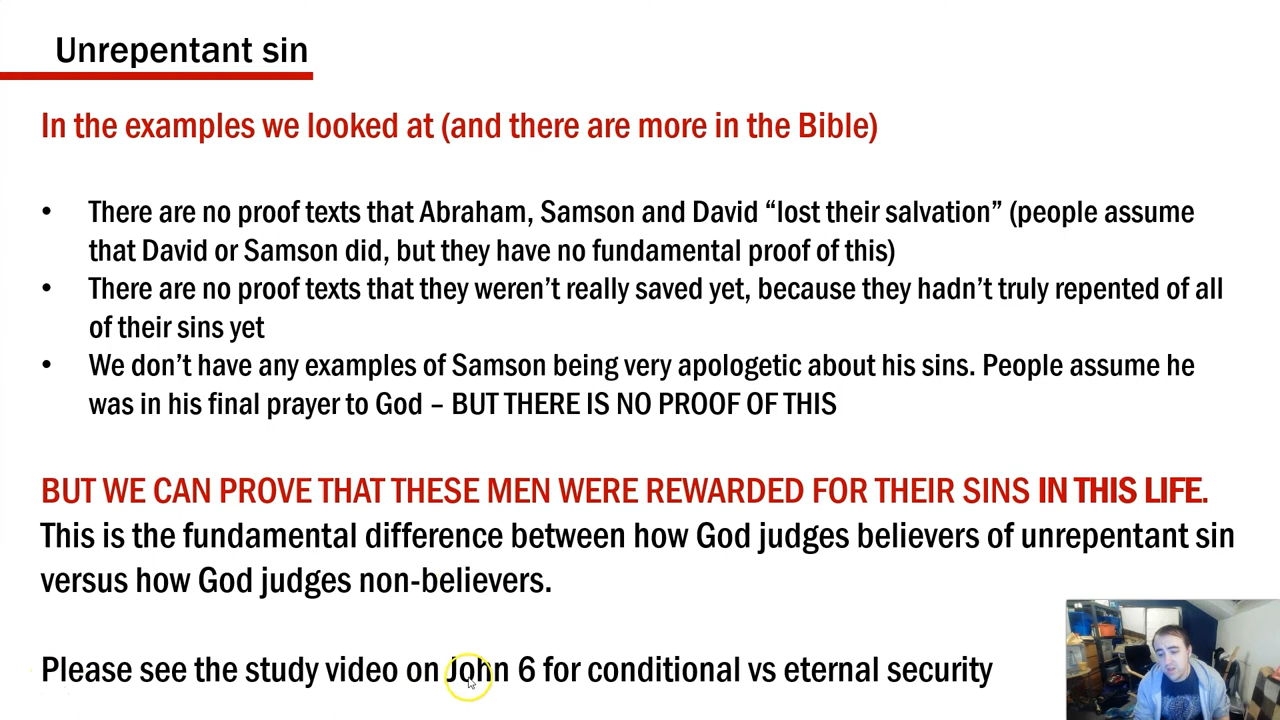 Unrepentant sin
In the examples we looked at (and there are more in the Bible)
• There are no proof texts that Abraham, Samson and David “lost their salvation” (people assume
that David or Samson did, but they have no fundamental proof of this)
• There are no proof texts that they weren’t really saved yet, because they hadn’t truly repented of all
of their sins yet
• We don’t have any examples of Samson being very apologetic about his sins. People assume he
was in his final prayer to God – BUT THERE IS NO PROOF OF THIS
BUT WE CAN PROVE THAT THESE MEN WERE REWARDED FOR THEIR SINS IN THIS LIFE.
This is the fundamental difference between how God judges believers of unrepentant sin
versus how God judges non-believers.
Please see the study video on John 6 for conditional vs eternal security